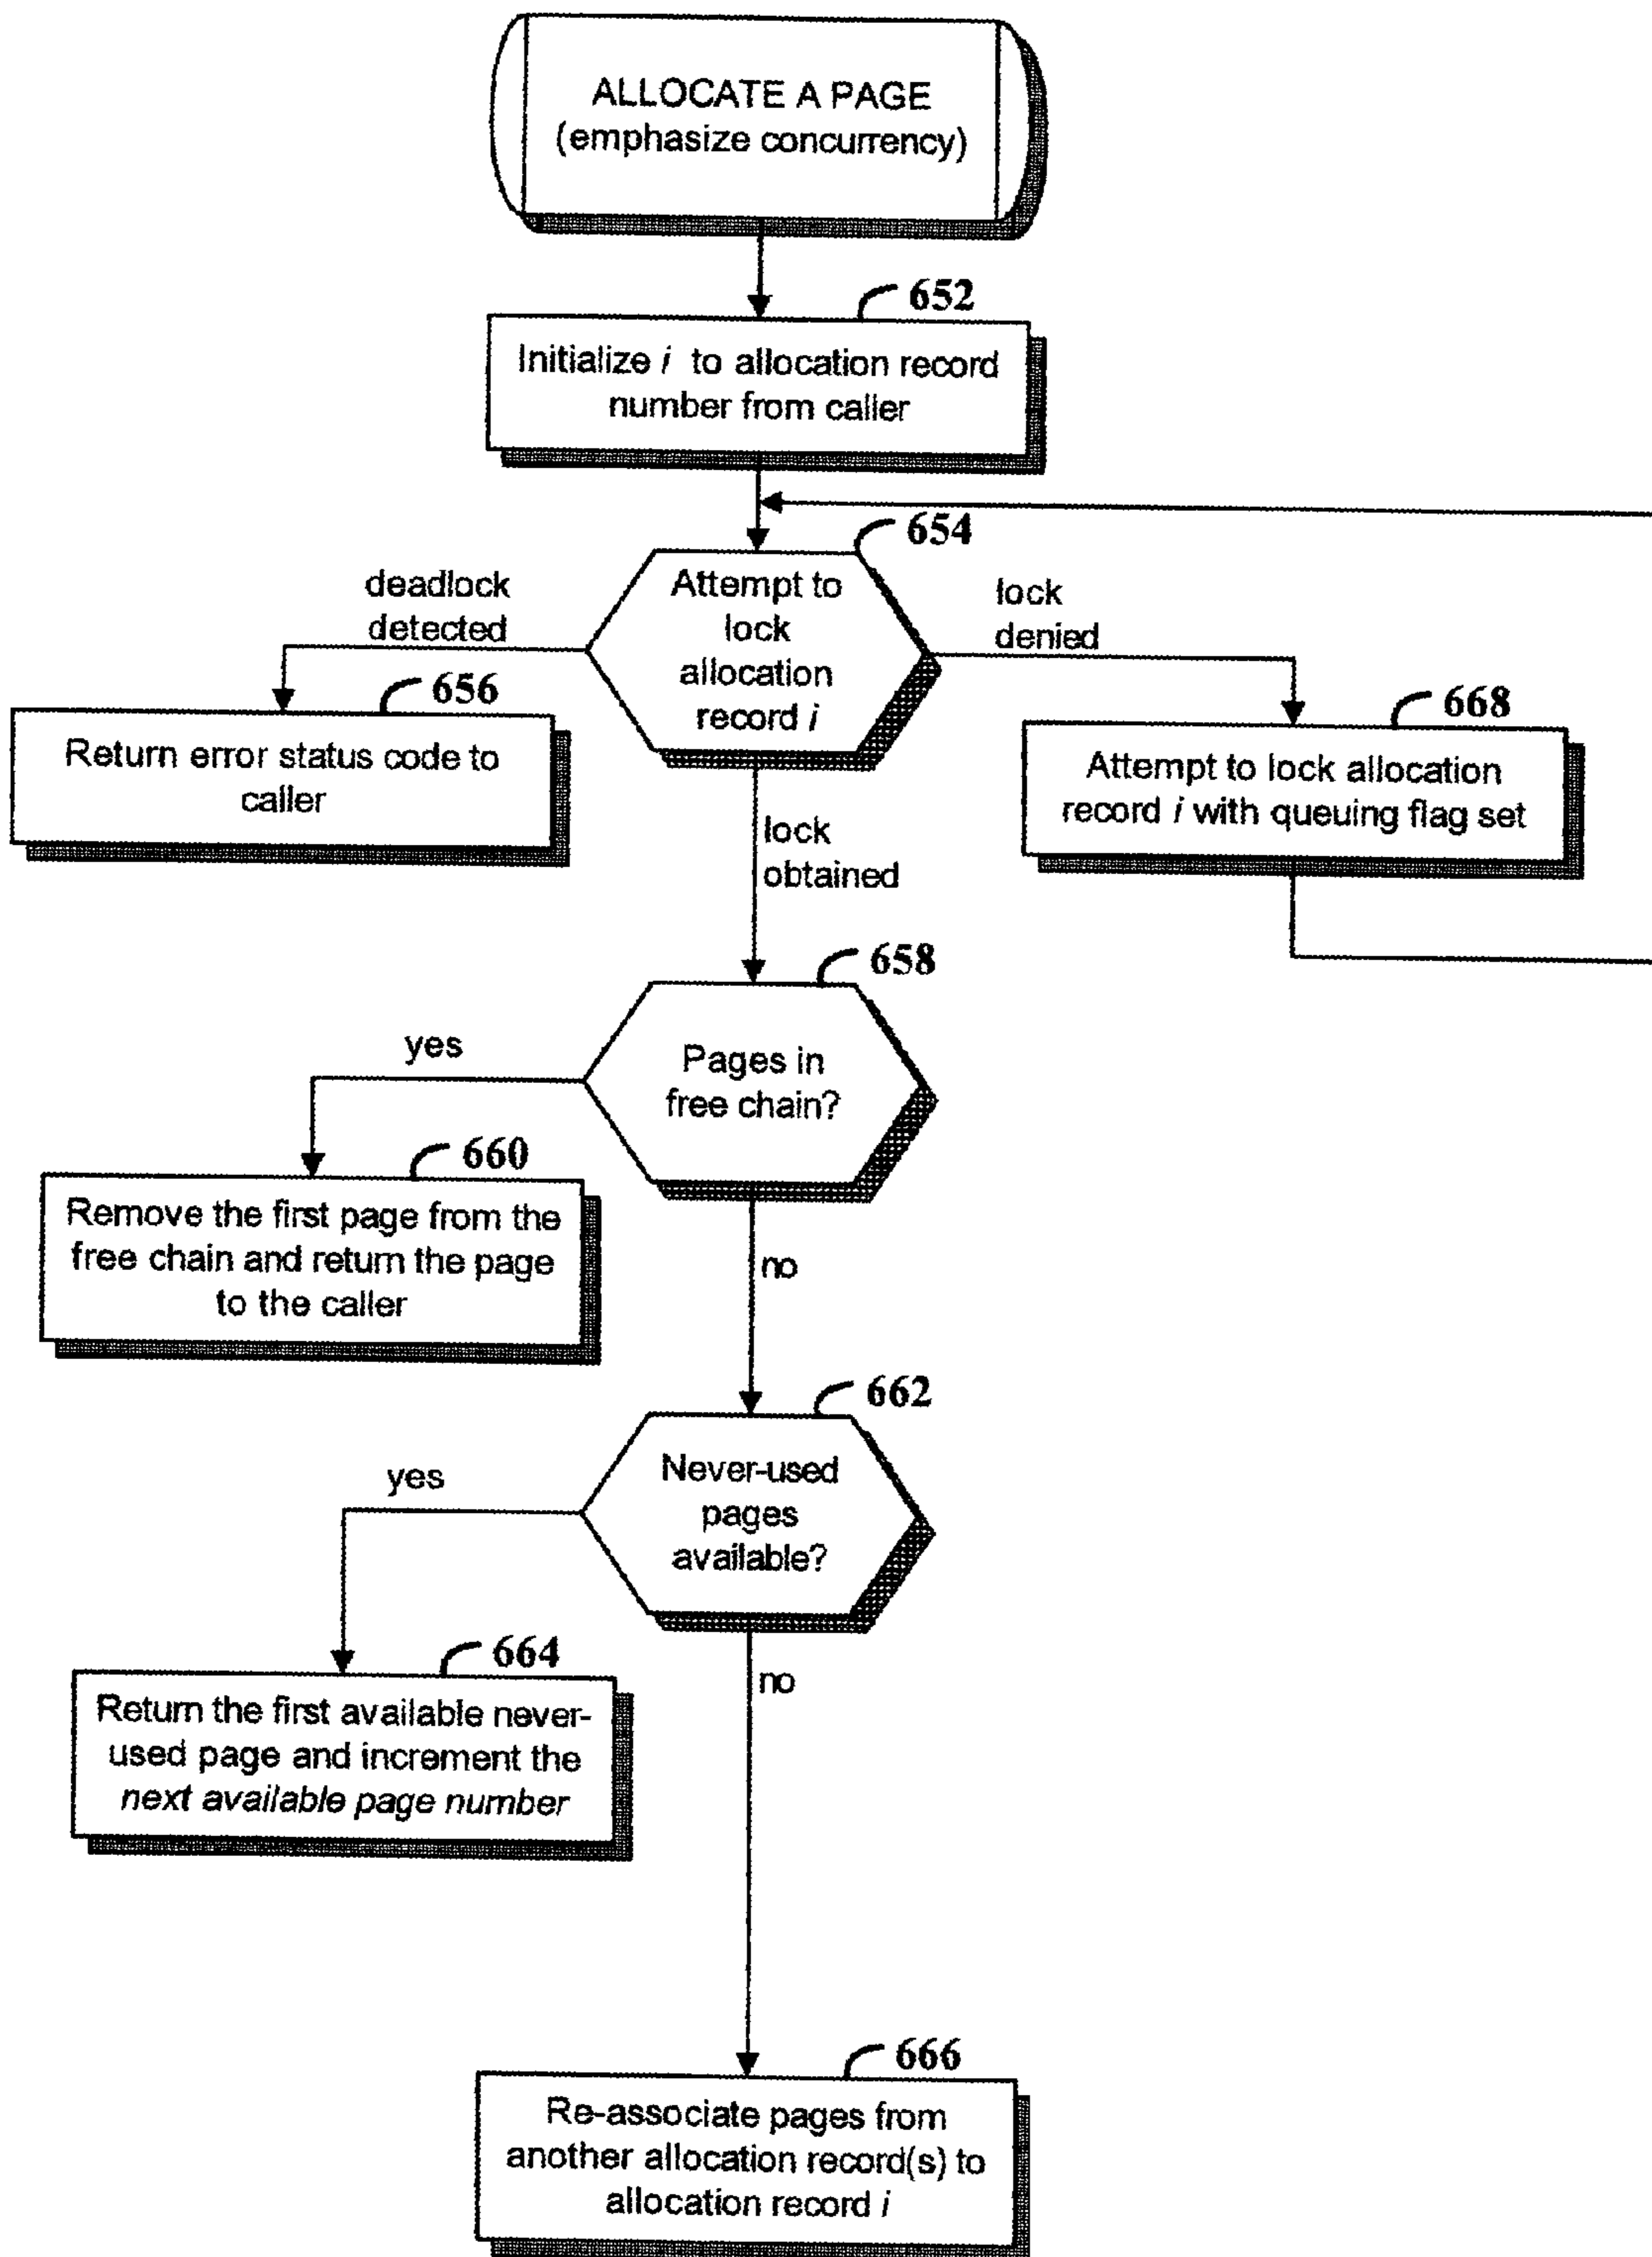 ALLOCATE A PAGE
(emphasize concurrency)
652
Initialize i to allocation record
number from caller
654
Attempt to
lock
allocation
record i
deadlock
detected
lock
denied
656
Return error status code to
caller
668
Attempt to lock allocation
record i with queuing flag set
lock
obtained
658
Pages in
free chain?
yes
660
Remove the first page from the
free chain and return the page
to the caller
no
662
Never-used
pages
available?
yes
664
Return the first available never-
used page and increment the
next available page number
no
666
Re-associate pages from
another allocation record(s) to
allocation record i